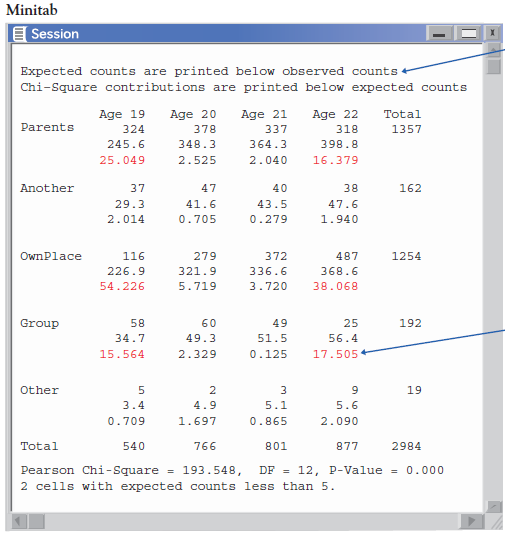 Minitab
Session
Expected counts are printed below observed counts
Chi-Square contributions are printed below expected counts
Age 19 Age 20 Age 21 Age 22 Total
Parents 324 378 337 318 1357
245.6 348.3 364.3 398.8
25.049 2.525 2.040 16.379
Another 37 47 40 38 162
29.3 41.6 43.5 47.6
2.014 0.705 0.279 1.940
OwnPlace 116 279 372 487 1254
226.9 321.9 336.6 368.6
54.226 5.719 3.720 38.068
Group 58 60 49 25 192
34.7 49.3 51.5 56.4
15.564 2.329 0.125 17.505
Other 5 2 3 9 19
3.4 4.9 5.1 5.6
0.709 1.697 0.865 2.090
Total 540 766 801 877 2984
Pearson Chi-Square = 193.548, DF = 12, P-Value = 0.000
2 cells with expected counts less than 5.